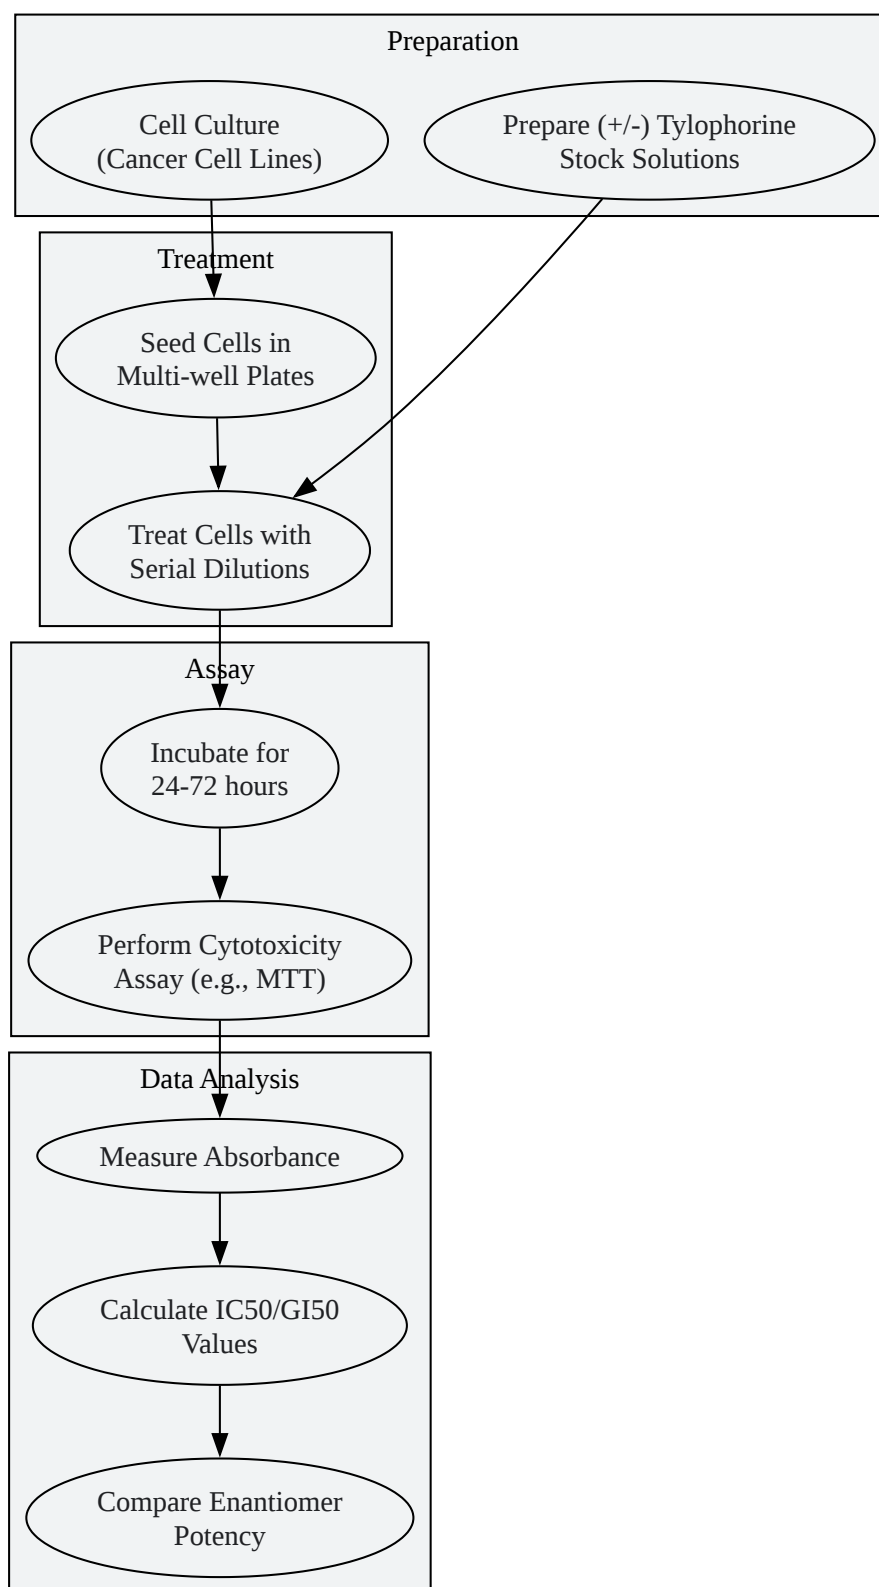 Preparation
Cell Culture
(Cancer Cell Lines)
Prepare (+/-) Tylophorine
Stock Solutions
Treatment
Seed Cells in
Multi-well Plates
Treat Cells with
Serial Dilutions
Assay
Incubate for
24-72 hours
Perform Cytotoxicity
Assay (e.g., MTT)
Data Analysis
Measure Absorbance
Calculate IC50/GI50
Values
Compare Enantiomer
Potency